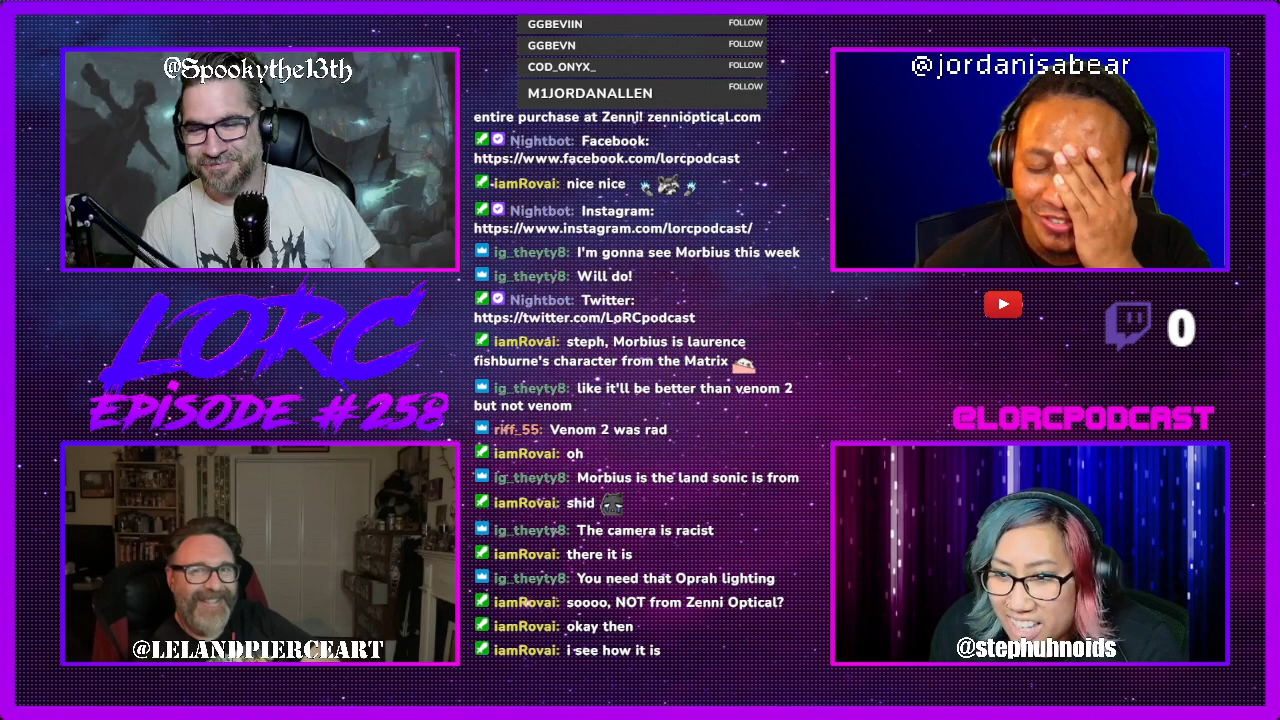 GGBEVIIN FOLLOW
GGBEVN FOLLOW
COD_ONYX_ FOLLOW
M1JORDANALLEN FOLLOW
@Spookythe13th
@jordanisabear
entire purchase at Zenni! zennioptical.com
Nightbot: Facebook:
https://www.facebook.com/lorcpodcast
iamRovai: nice nice
Nightbot: Instagram:
https://www.instagram.com/lorcpodcast/
ig_theyty8: I'm gonna see Morbius this week
ig_theyty8: Will do!
Nightbot: Twitter:
https://twitter.com/LoRCpodcast
iamRovai: steph, Morbius is laurence
fishburne's character from the Matrix
ig_theyty8: like it'll be better than venom 2
but not venom
riff_55: Venom 2 was rad
iamRovai: oh
ig_theyty8: Morbius is the land sonic is from
iamRovai: shid
ig_theyty8: The camera is racist
iamRovai: there it is
ig_theyty8: You need that Oprah lighting
iamRovai: soooo, NOT from Zenni Optical?
iamRovai: okay then
iamRovai: i see how it is
LORC
EPISODE #258
0
@LORCPODCAST
@LELANDPIERCEART
@stephuhnoids